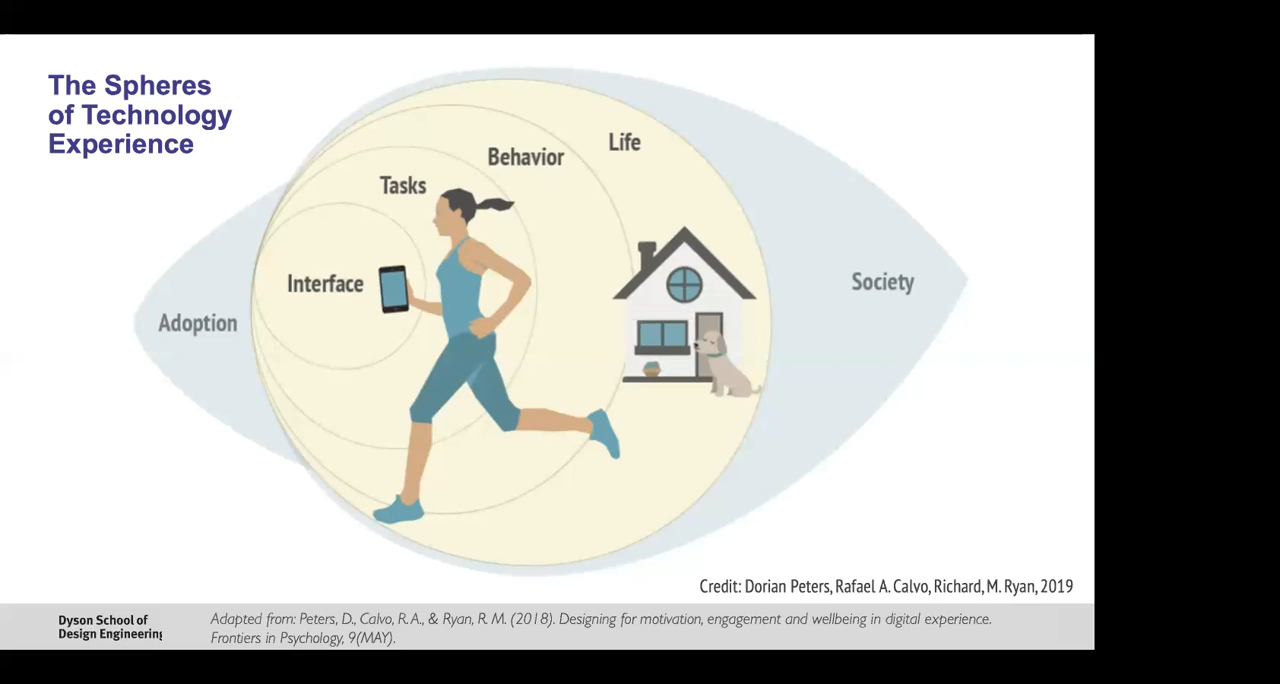 The Spheres
of Technology
Experience
Life
Behavior
Tasks
Interface
Society
Adoption
Credit: Dorian Peters, Rafael A. Calvo, Richard, M. Ryan, 2019
Dyson School of
Design Engineering
Adapted from: Peters, D., Calvo, R.A., & Ryan, R. M. (2018). Designing for motivation, engagement and wellbeing in digital experience.
Frontiers in Psychology, 9(MAY).